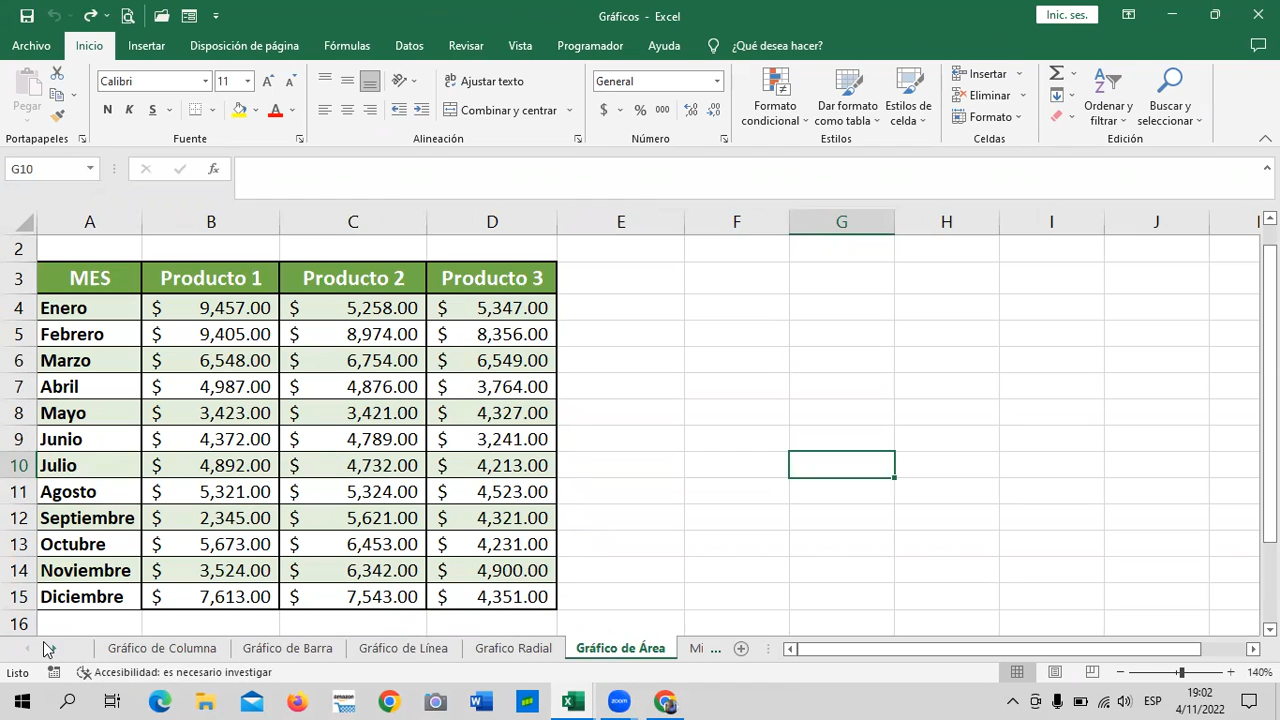 Gráficos - Excel
Inic. ses.
Archivo Inicio Insertar Disposición de página Fórmulas Datos Revisar Vista Programador Ayuda ¿Qué desea hacer?
Pegar
Calibri 11
N K S A
Ajustar texto
Combinar y centrar
General
$ % 000
Formato condicional
Dar formato como tabla
Estilos de celda
Insertar
Eliminar
Formato
Ordenar y filtrar
Buscar y seleccionar
Portapapeles Fuente Alineación Número Estilos Celdas Edición
G10 fx
A B C D E F G H I J
2
3 MES Producto 1 Producto 2 Producto 3
4 Enero $ 9,457.00 $ 5,258.00 $ 5,347.00
5 Febrero $ 9,405.00 $ 8,974.00 $ 8,356.00
6 Marzo $ 6,548.00 $ 6,754.00 $ 6,549.00
7 Abril $ 4,987.00 $ 4,876.00 $ 3,764.00
8 Mayo $ 3,423.00 $ 3,421.00 $ 4,327.00
9 Junio $ 4,372.00 $ 4,789.00 $ 3,241.00
10 Julio $ 4,892.00 $ 4,732.00 $ 4,213.00
11 Agosto $ 5,321.00 $ 5,324.00 $ 4,523.00
12 Septiembre $ 2,345.00 $ 5,621.00 $ 4,321.00
13 Octubre $ 5,673.00 $ 6,453.00 $ 4,231.00
14 Noviembre $ 3,524.00 $ 6,342.00 $ 4,900.00
15 Diciembre $ 7,613.00 $ 7,543.00 $ 4,351.00
16
Gráfico de Columna Gráfico de Barra Gráfico de Línea Grafico Radial Gráfico de Área Mi ...
Listo Accesibilidad: es necesario investigar 140%
amazon zoom ESP 19:02
4/11/2022